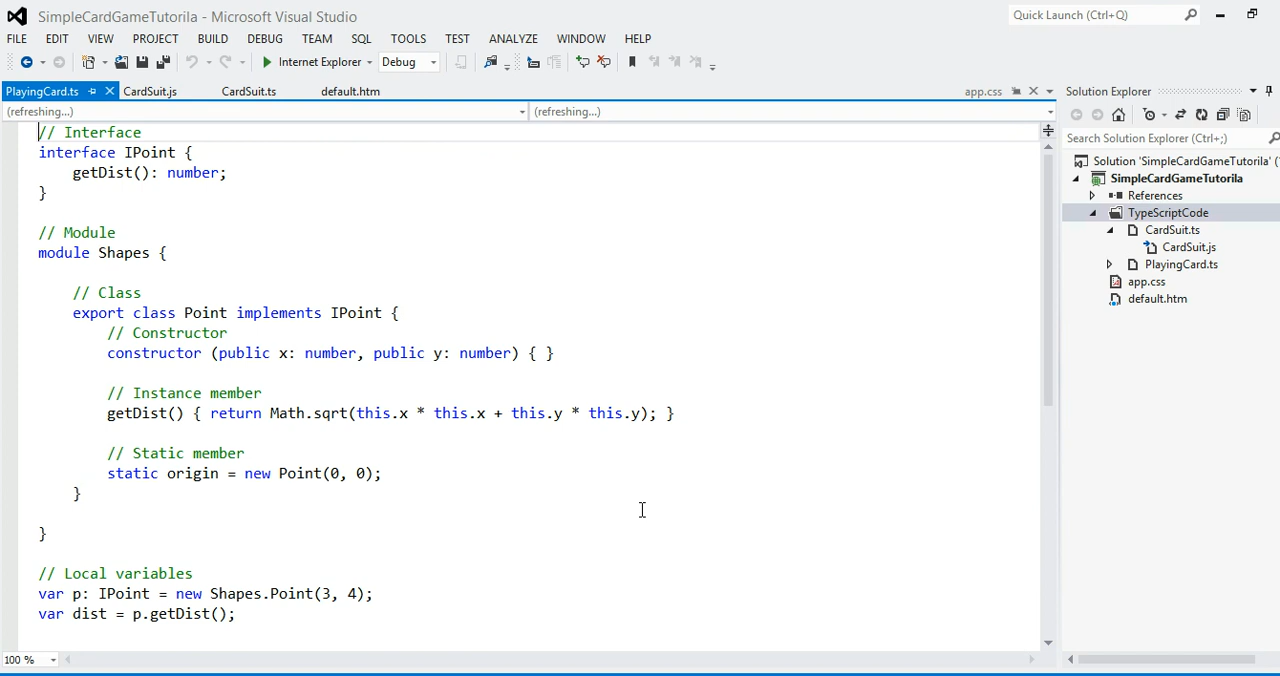 SimpleCardGameTutorila - Microsoft Visual Studio
Quick Launch (Ctrl+Q)
FILE EDIT VIEW PROJECT BUILD DEBUG TEAM SQL TOOLS TEST ANALYZE WINDOW HELP
Internet Explorer Debug
PlayingCard.ts CardSuit.js CardSuit.ts default.htm app.css
(refreshing...) (refreshing...)
// Interface
interface IPoint {
getDist(): number;
}
// Module
module Shapes {
// Class
export class Point implements IPoint {
// Constructor
constructor (public x: number, public y: number) { }
// Instance member
getDist() { return Math.sqrt(this.x * this.x + this.y * this.y); }
// Static member
static origin = new Point(0, 0);
}
}
// Local variables
var p: IPoint = new Shapes.Point(3, 4);
var dist = p.getDist();
100 %
Solution Explorer
Search Solution Explorer (Ctrl+;)
Solution 'SimpleCardGameTutorila' (
SimpleCardGameTutorila
References
TypeScriptCode
CardSuit.ts
CardSuit.js
PlayingCard.ts
app.css
default.htm